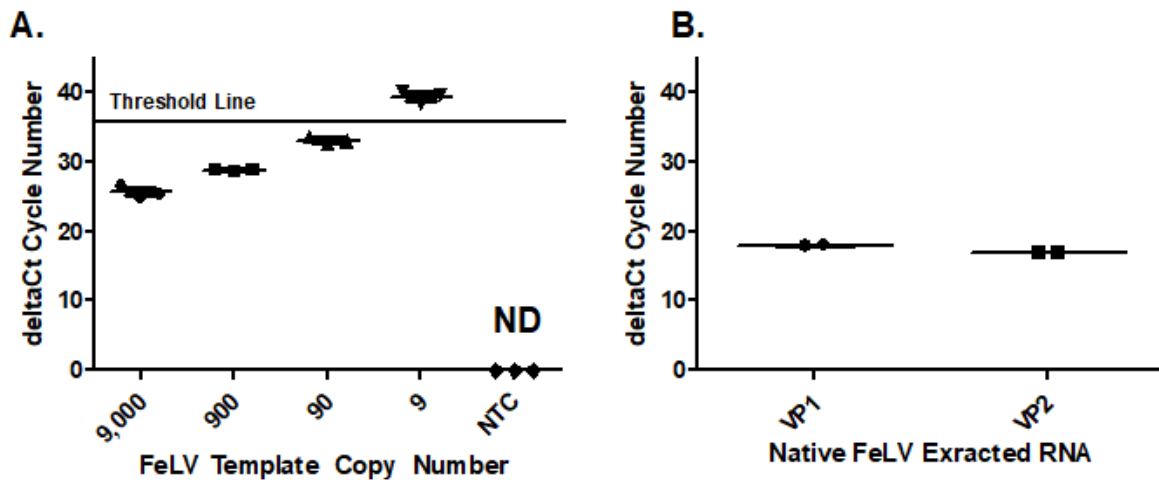 A.
deltaCt Cycle Number
40
30
20
10
0
Threshold Line
ND
9,000
900
90
9
NTC
FeLV Template Copy Number
B.
deltaCt Cycle Number
40
30
20
10
0
VP1
VP2
Native FeLV Exracted RNA